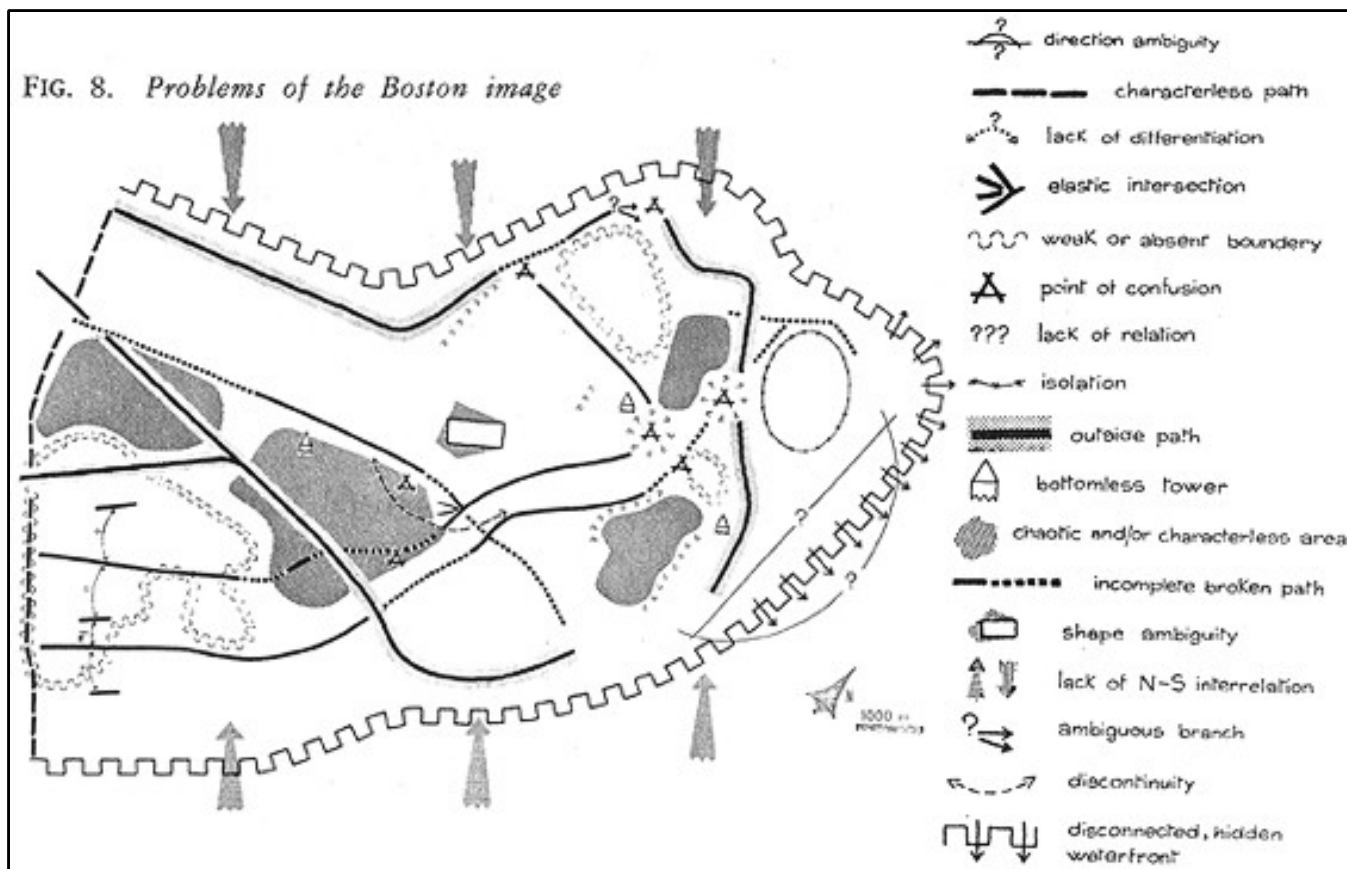 FIG. 8. Problems of the Boston image
?
?
?
?
?
N
?
?
direction ambiguity
characterless path
?
lack of differentiation
elastic intersection
weak or absent boundery
point of confusion
??? lack of relation
isolation
outside path
bottomless tower
chaotic and/or characterless area
incomplete broken path
shape ambiguity
lack of N-S interrelation
? ambiguous branch
discontinuity
disconnected, hidden
waterfront